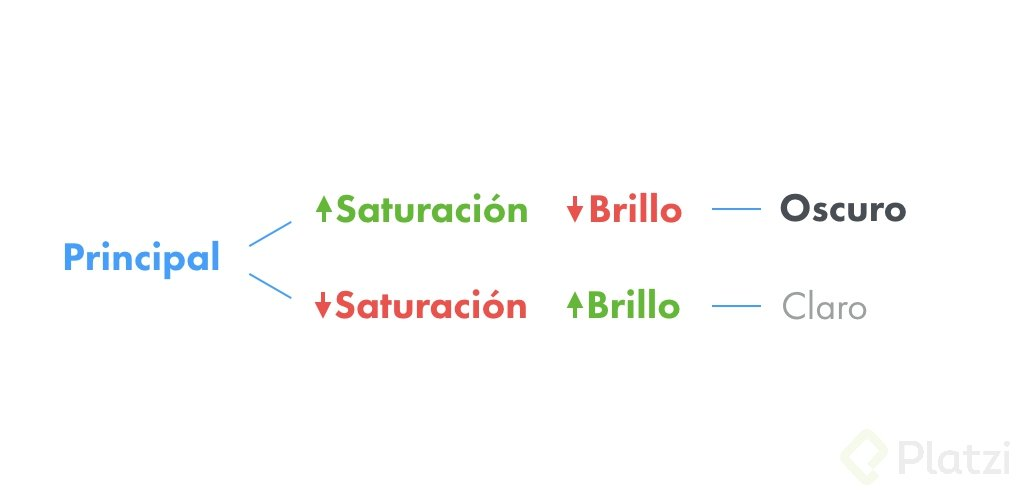 ↑Saturación ↓Brillo — Oscuro
Principal
↓Saturación ↑Brillo — Claro
Platzi